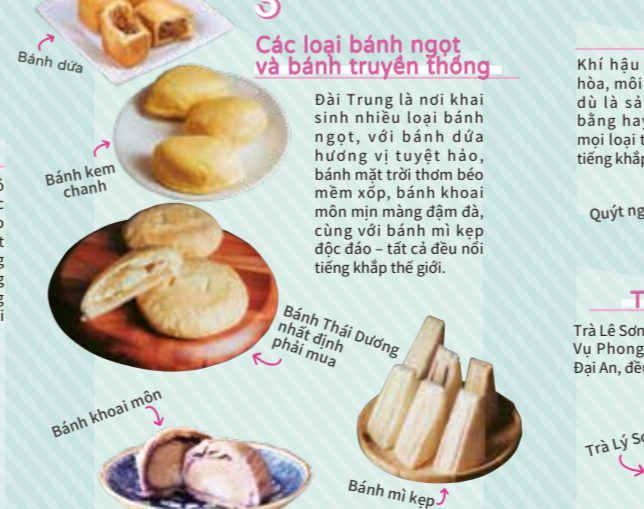 3
Bánh dứa
Các loại bánh ngọt
và bánh truyền thống
Đài Trung là nơi khai
sinh nhiều loại bánh
ngọt, với bánh dứa
hương vị tuyệt hảo,
bánh mặt trời thơm béo
mềm xốp, bánh khoai
môn mịn màng đậm đà,
cùng với bánh mì kẹp
độc đáo – tất cả đều nổi
tiếng khắp thế giới.
Bánh kem
chanh
Bánh Thái Dương
nhất định
phải mua
Bánh khoai môn
Bánh mì kẹp
Khí hậu
hòa, môi
dù là sả
bằng hay
mọi loại t
tiếng khắp
Quýt ng
T
Trà Lê Sơn
Vụ Phong
Đại An, đều
Trà Lý Sơ